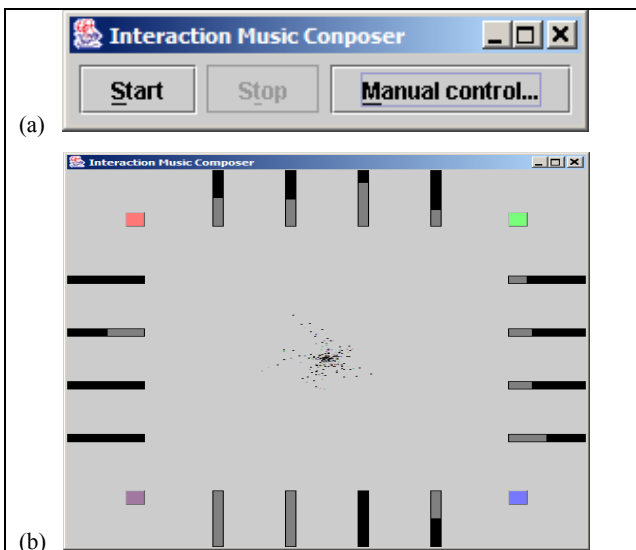 Interaction Music Conposer
Start Stop Manual control...
(a)
Interaction Music Composer
(b)